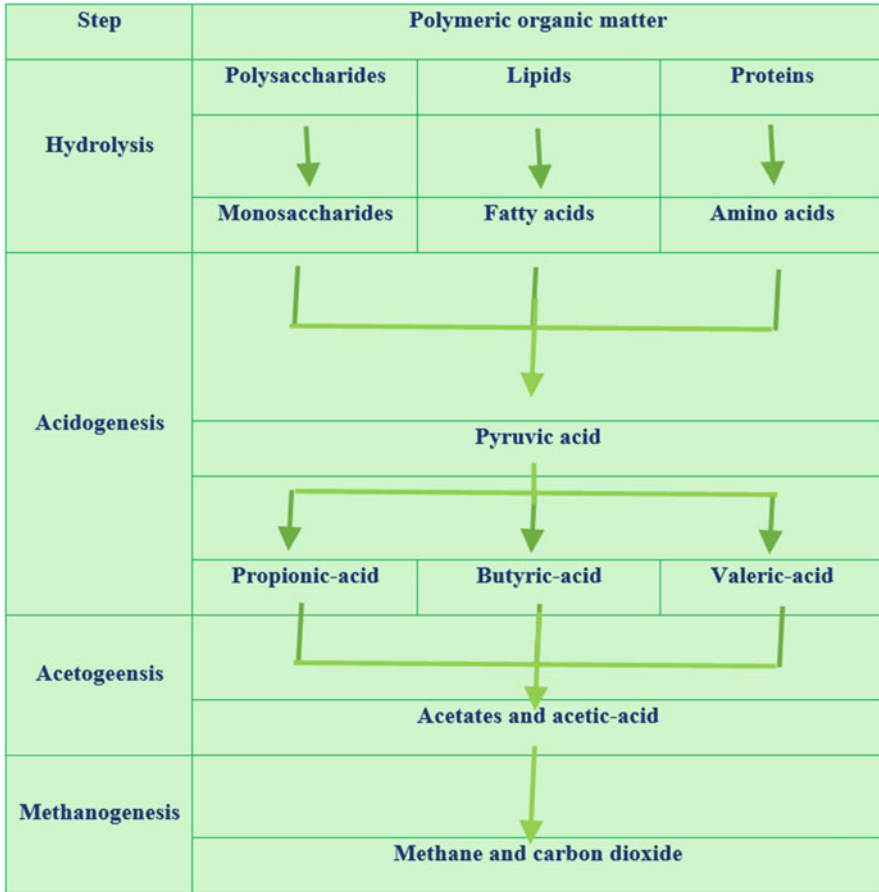 Step
Polymeric organic matter
Hydrolysis
Polysaccharides
Lipids
Proteins
Monosaccharides
Fatty acids
Amino acids
Acidogenesis
Pyruvic acid
Propionic-acid
Butyric-acid
Valeric-acid
Acetogeensis
Acetates and acetic-acid
Methanogenesis
Methane and carbon dioxide